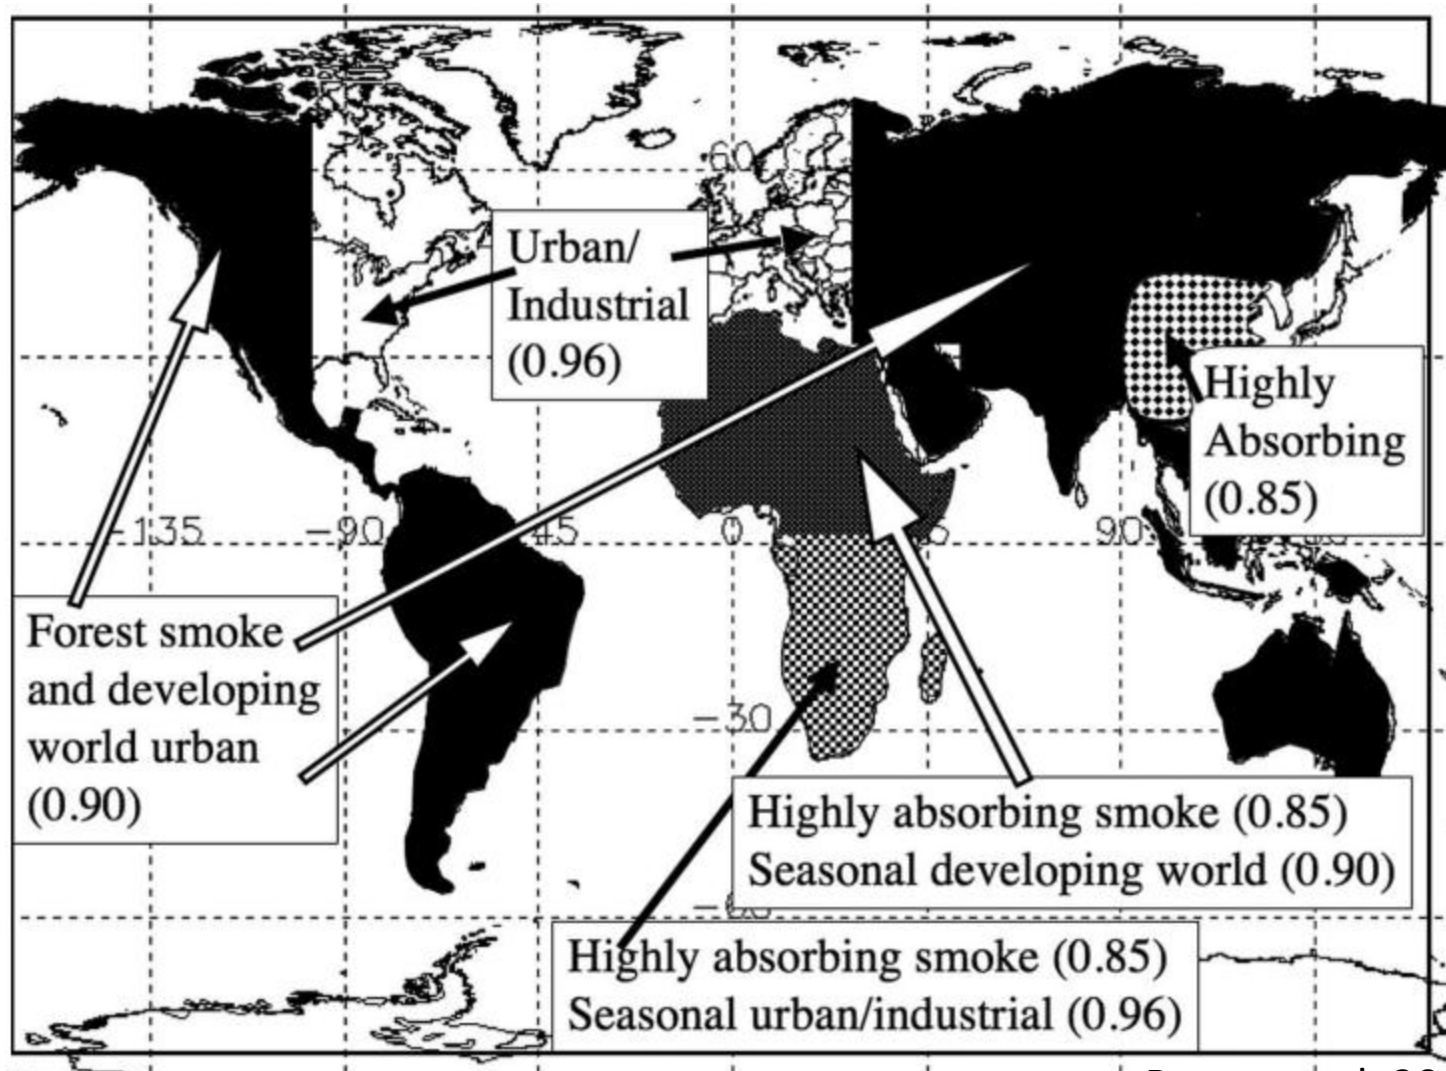 60
Urban/
Industrial
(0.96)
Highly
Absorbing
(0.85)
-135
-90
0
90
Forest smoke
and developing
world urban
(0.90)
-30
Highly absorbing smoke (0.85)
Seasonal developing world (0.90)
-60
Highly absorbing smoke (0.85)
Seasonal urban/industrial (0.96)